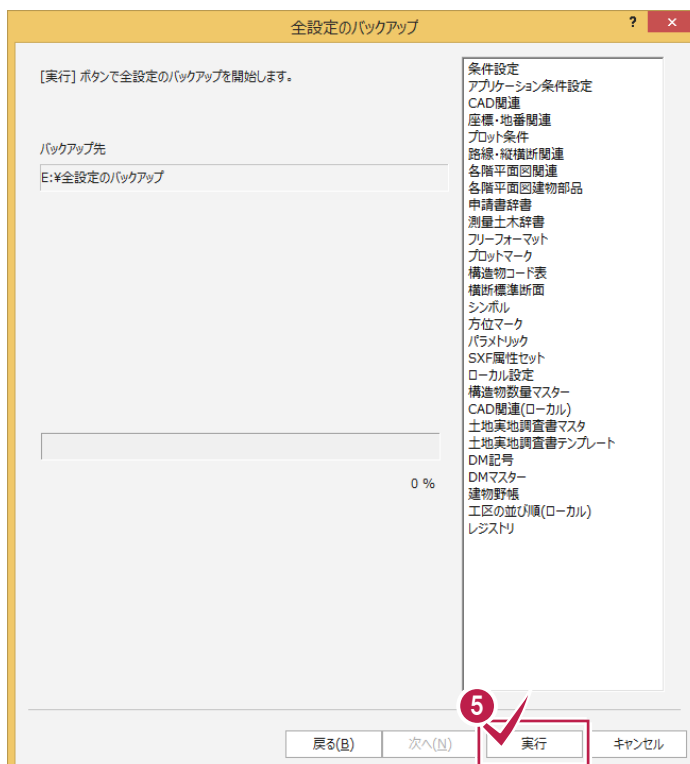 全設定のバックアップ
? ×
[実行] ボタンで全設定のバックアップを開始します。
バックアップ先
E:¥全設定のバックアップ
0 %
条件設定
アプリケーション条件設定
CAD関連
座標・地番関連
プロット条件
路線・縦横断関連
各階平面図関連
各階平面図建物部品
申請書辞書
測量土木辞書
フリーフォーマット
プロットマーク
構造物コード表
横断標準断面
シンボル
方位マーク
パラメトリック
SXF属性セット
ローカル設定
構造物数量マスター
CAD関連(ローカル)
土地実地調査書マスタ
土地実地調査書テンプレート
DM記号
DMマスター
建物野帳
工区の並び順(ローカル)
レジストリ
5
戻る(B) 次へ(N) 実行 キャンセル